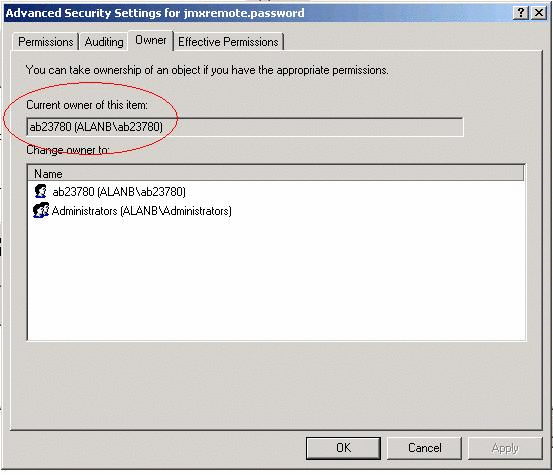 Advanced Security Settings for jmxremote.password
Permissions Auditing Owner Effective Permissions
You can take ownership of an object if you have the appropriate permissions.
Current owner of this item:
ab23780 (ALANB\ab23780)
Change owner to:
Name
ab23780 (ALANB\ab23780)
Administrators (ALANB\Administrators)
OK Cancel Apply